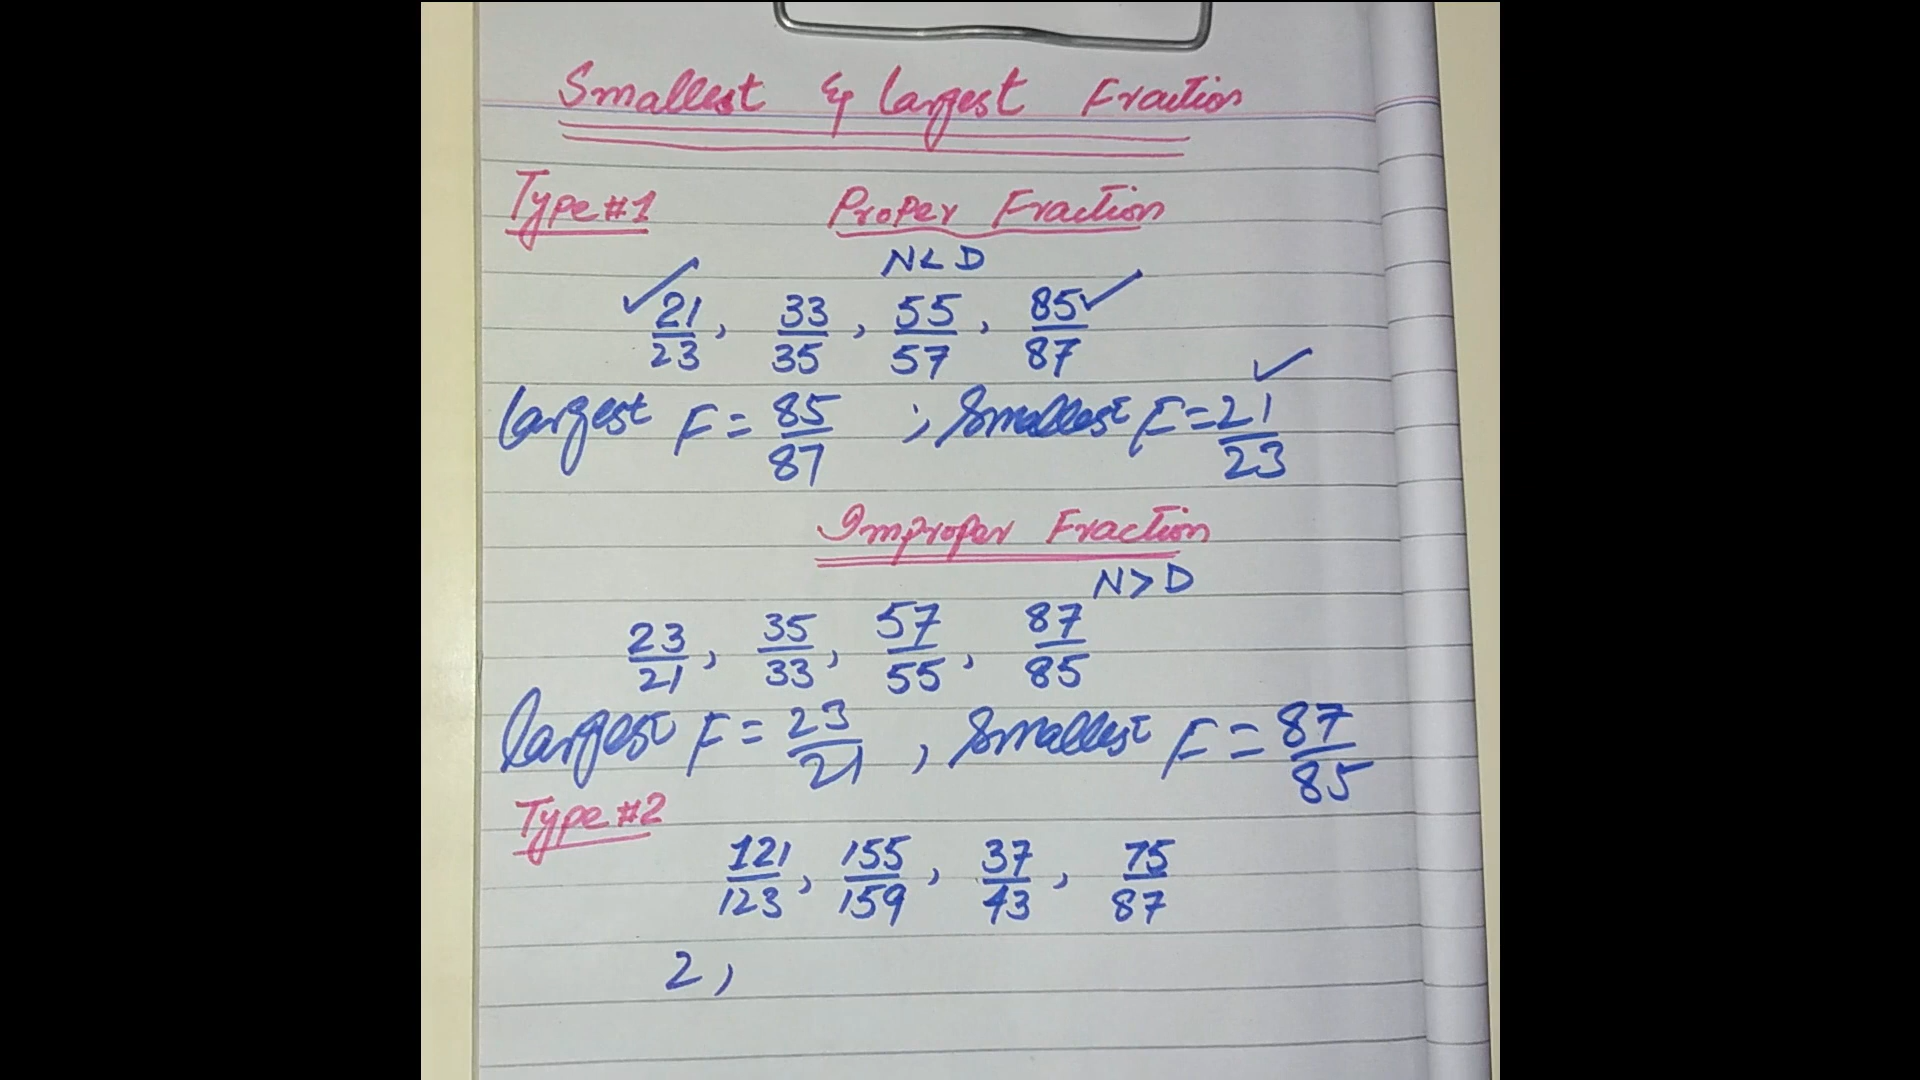 Smallest & largest Fraction
Type #1 Proper Fraction
N < D
21/23, 33/35, 55/57, 85/87
largest F = 85/87 ; Smallest F = 21/23
Improper Fraction
N > D
23/21, 35/33, 57/55, 87/85
largest F = 23/21, Smallest F = 87/85
Type #2
121/123, 155/159, 37/43, 75/87
2,